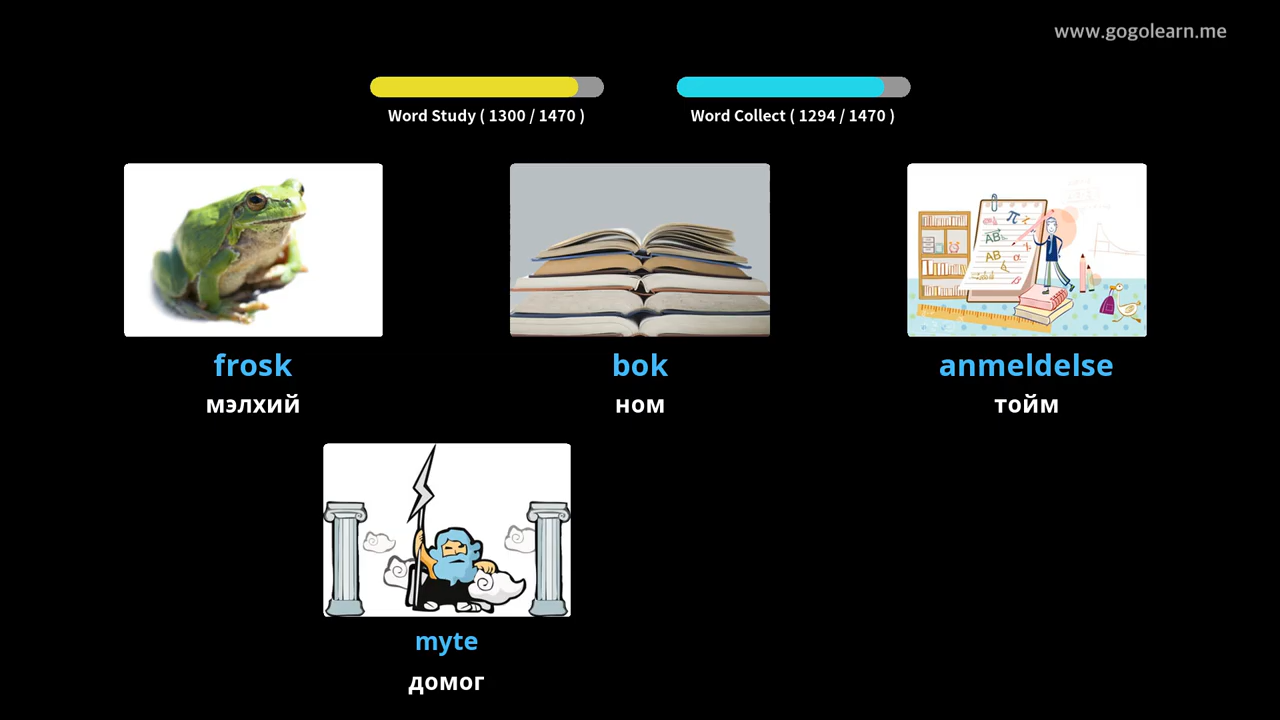 www.gogolearn.me
Word Study ( 1300 / 1470 )
Word Collect ( 1294 / 1470 )
frosk
мэлхий
bok
ном
anmeldelse
тойм
myte
домог